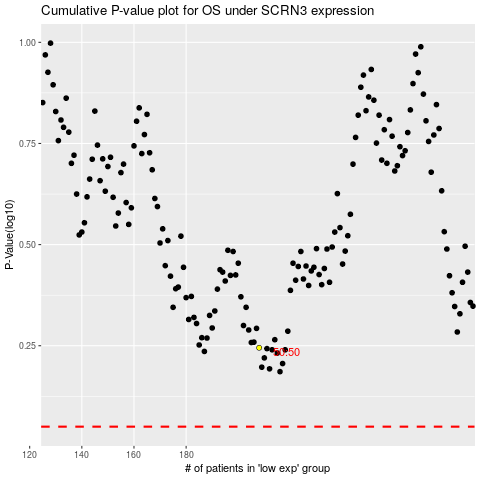 Cumulative P-value plot for OS under SCRN3 expression
P-Value(log10)
1.00
0.75
0.50
0.25
50:50
120 140 160 180
# of patients in 'low exp' group